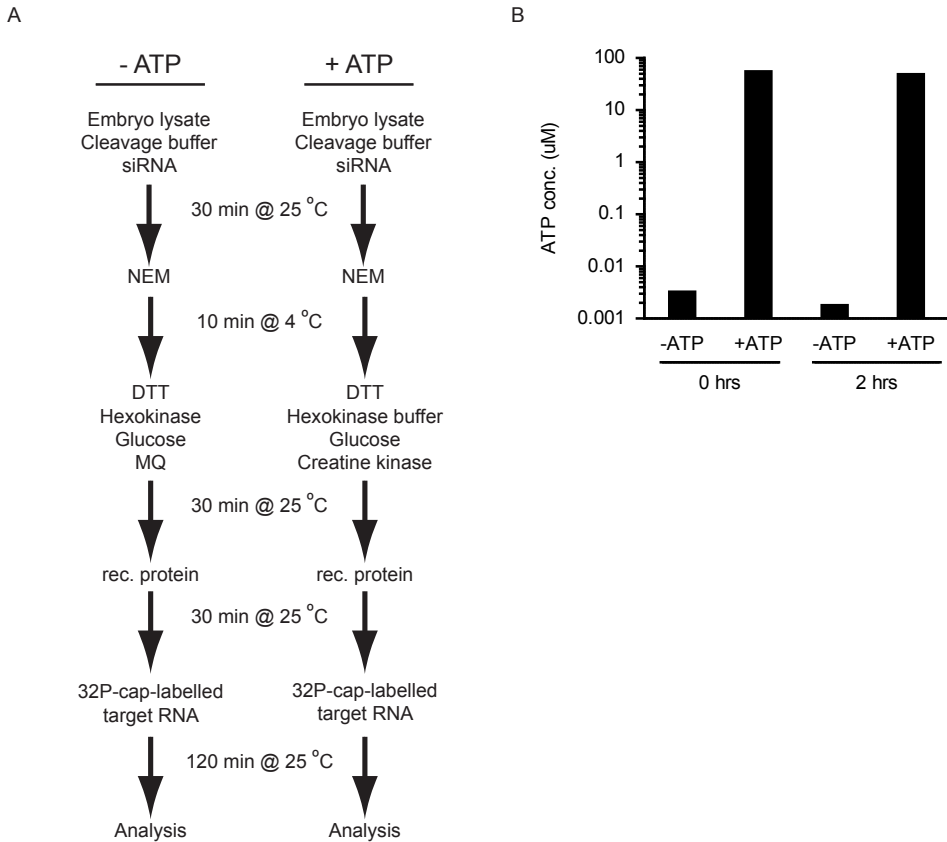 A
- ATP
+ ATP
Embryo lysate
Cleavage buffer
siRNA
Embryo lysate
Cleavage buffer
siRNA
30 min @ 25 °C
NEM
NEM
10 min @ 4 °C
DTT
Hexokinase
Glucose
MQ
DTT
Hexokinase buffer
Glucose
Creatine kinase
30 min @ 25 °C
rec. protein
rec. protein
30 min @ 25 °C
32P-cap-labelled
target RNA
32P-cap-labelled
target RNA
120 min @ 25 °C
Analysis
Analysis
B
ATP conc. (uM)
100
10
1
0.1
0.01
0.001
-ATP +ATP -ATP +ATP
0 hrs 2 hrs